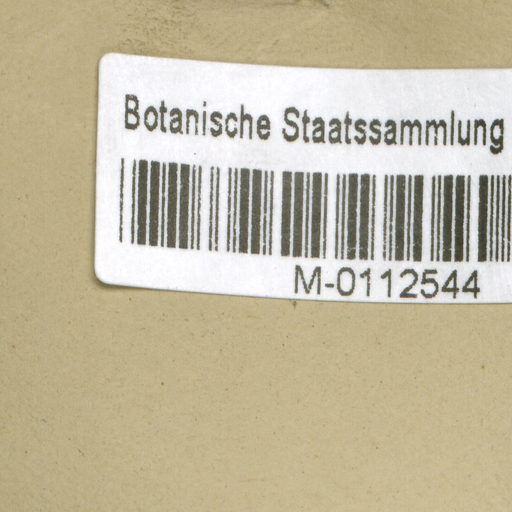 Botanische Staatssammlung
M-0112544